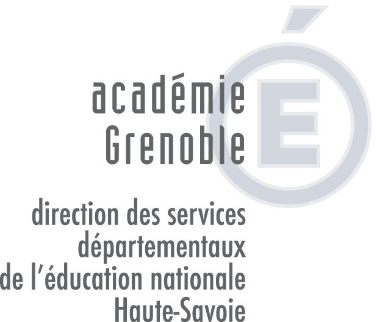 académie
Grenoble
É
direction des services
départementaux
de l'éducation nationale
Haute-Savoie